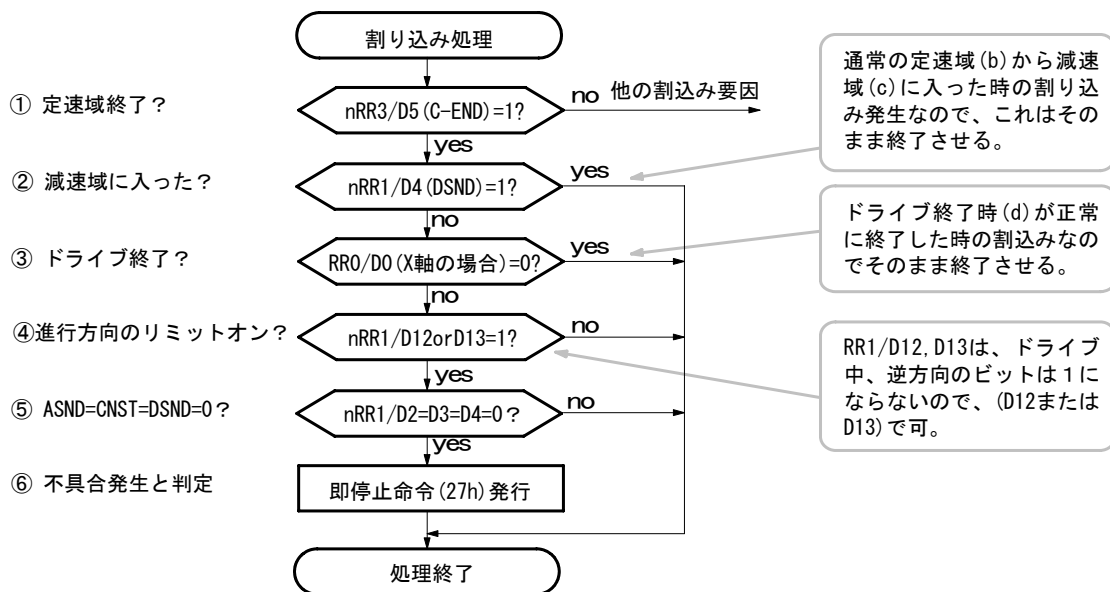 割り込み処理
① 定速域終了？
nRR3/D5(C-END)=1?
no
他の割込み要因
yes
② 減速域に入った？
nRR1/D4(DSND)=1?
yes
no
③ ドライブ終了？
RR0/D0(X軸の場合)=0?
yes
no
④進行方向のリミットオン？
nRR1/D12orD13=1?
no
yes
⑤ ASND=CNST=DSND=0？
nRR1/D2=D3=D4=0？
no
yes
⑥ 不具合発生と判定
即停止命令(27h)発行
処理終了
通常の定速域(b)から減速
域(c)に入った時の割り込
み発生なので、これはその
まま終了させる。
ドライブ終了時(d)が正常
に終了した時の割込みなの
でそのまま終了させる。
RR1/D12,D13は、ドライブ
中、逆方向のビットは１に
ならないので、(D12または
D13)で可。